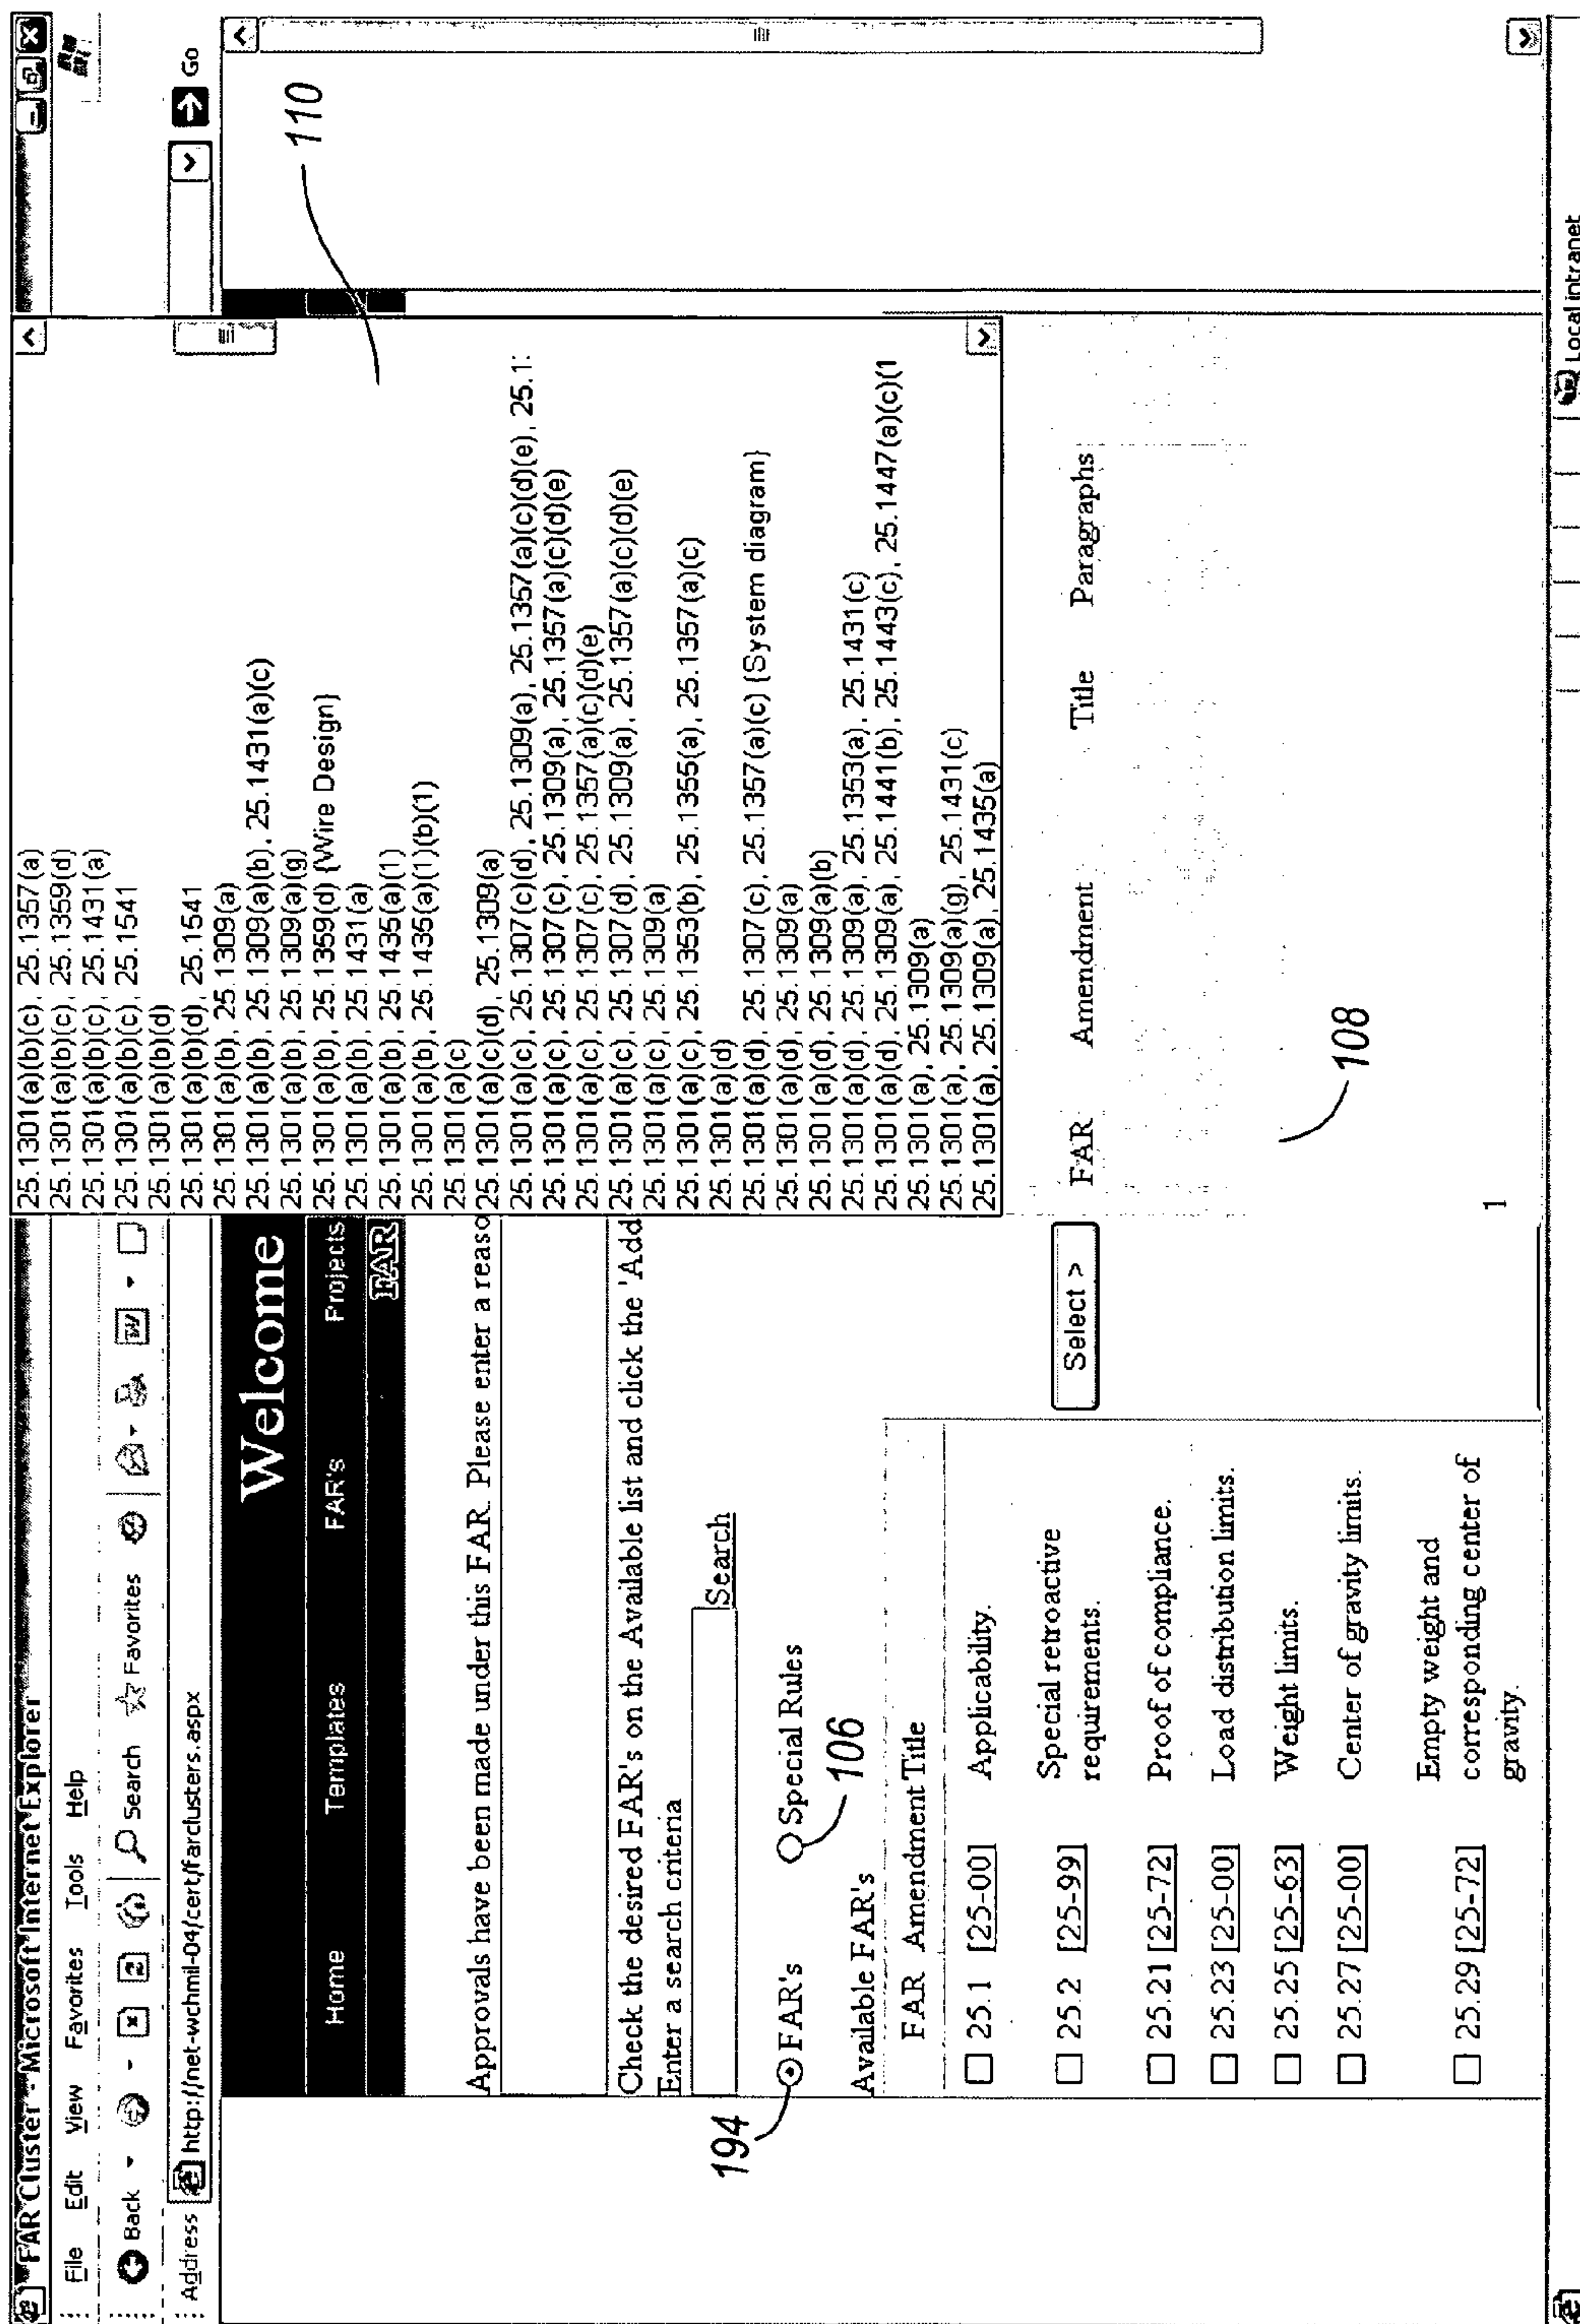 FAR Cluster - Microsoft Internet Explorer
File Edit View Favorites Tools Help
Back Search Favorites
Address http://net-wchmil-04/cert/farclusters.aspx Go
Welcome
Home Templates FAR's Projects
FAR
Approvals have been made under this FAR. Please enter a reaso
Check the desired FAR's on the Available list and click the 'Add
Enter a search criteria
Search
194
FAR's Special Rules
106
Available FAR's
FAR Amendment Title
25.1 [25-00] Applicability.
25.2 [25-99] Special retroactive
requirements.
25.21 [25-72] Proof of compliance.
25.23 [25-00] Load distribution limits.
25.25 [25-63] Weight limits.
25.27 [25-00] Center of gravity limits.
25.29 [25-72] Empty weight and
corresponding center of
gravity.
Select >
25.1301(a)(b)(c), 25.1357(a)
25.1301(a)(b)(c), 25.1359(d)
25.1301(a)(b)(c), 25.1431(a)
25.1301(a)(b)(c), 25.1541
25.1301(a)(b)(d)
25.1301(a)(b)(d), 25.1541
25.1301(a)(b), 25.1309(a)
25.1301(a)(b), 25.1309(a)(b), 25.1431(a)(c)
25.1301(a)(b), 25.1309(a)(g)
25.1301(a)(b), 25.1359(d) {Wire Design}
25.1301(a)(b), 25.1431(a)
25.1301(a)(b), 25.1435(a)(1)
25.1301(a)(b), 25.1435(a)(1)(b)(1)
25.1301(a)(c)
25.1301(a)(c)(d), 25.1309(a)
25.1301(a)(c), 25.1307(c)(d), 25.1309(a), 25.1357(a)(c)(d)(e), 25.1:
25.1301(a)(c), 25.1307(c), 25.1309(a), 25.1357(a)(c)(d)(e)
25.1301(a)(c), 25.1307(c), 25.1357(a)(c)(d)(e)
25.1301(a)(c), 25.1307(d), 25.1309(a), 25.1357(a)(c)(d)(e)
25.1301(a)(c), 25.1309(a)
25.1301(a)(c), 25.1353(b), 25.1355(a), 25.1357(a)(c)
25.1301(a)(d)
25.1301(a)(d), 25.1307(c), 25.1357(a)(c) {System diagram}
25.1301(a)(d), 25.1309(a)
25.1301(a)(d), 25.1309(a)(b)
25.1301(a)(d), 25.1309(a), 25.1353(a), 25.1431(c)
25.1301(a)(d), 25.1309(a), 25.1441(b), 25.1443(c), 25.1447(a)(c)(1
25.1301(a), 25.1309(a)
25.1301(a), 25.1309(a)(g), 25.1431(c)
25.1301(a), 25.1309(a), 25.1435(a)
110
FAR Amendment Title Paragraphs
108
1
Local intranet